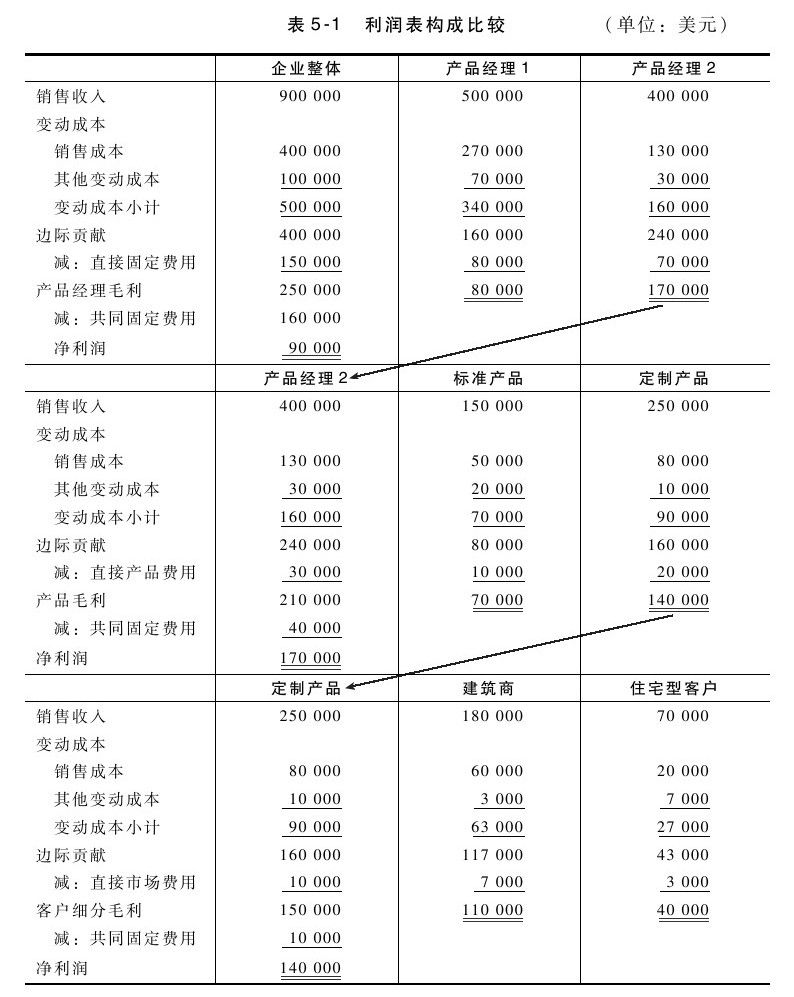 表 5-1 利润表构成比较 （单位：美元）
企业整体 产品经理 1 产品经理 2
销售收入 900 000 500 000 400 000
变动成本
销售成本 400 000 270 000 130 000
其他变动成本 100 000 70 000 30 000
变动成本小计 500 000 340 000 160 000
边际贡献 400 000 160 000 240 000
减：直接固定费用 150 000 80 000 70 000
产品经理毛利 250 000 80 000 170 000
减：共同固定费用 160 000
净利润 90 000
产品经理 2 标准产品 定制产品
销售收入 400 000 150 000 250 000
变动成本
销售成本 130 000 50 000 80 000
其他变动成本 30 000 20 000 10 000
变动成本小计 160 000 70 000 90 000
边际贡献 240 000 80 000 160 000
减：直接产品费用 30 000 10 000 20 000
产品毛利 210 000 70 000 140 000
减：共同固定费用 40 000
净利润 170 000
定制产品 建筑商 住宅型客户
销售收入 250 000 180 000 70 000
变动成本
销售成本 80 000 60 000 20 000
其他变动成本 10 000 3 000 7 000
变动成本小计 90 000 63 000 27 000
边际贡献 160 000 117 000 43 000
减：直接市场费用 10 000 7 000 3 000
客户细分毛利 150 000 110 000 40 000
减：共同固定费用 10 000
净利润 140 000